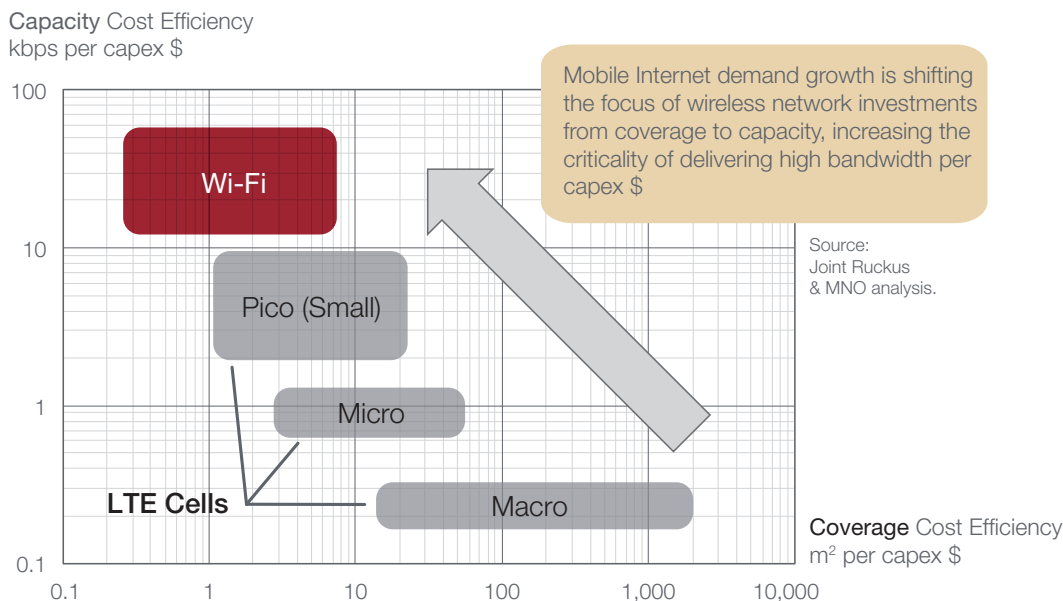 Capacity Cost Efficiency
kbps per capex $
Mobile Internet demand growth is shifting
the focus of wireless network investments
from coverage to capacity, increasing the
criticality of delivering high bandwidth per
capex $
100
Wi-Fi
10
Source:
Joint Ruckus
& MNO analysis.
Pico (Small)
1
Micro
LTE Cells
Macro
Coverage Cost Efficiency
m² per capex $
0.1
0.1
1
10
100
1,000
10,000